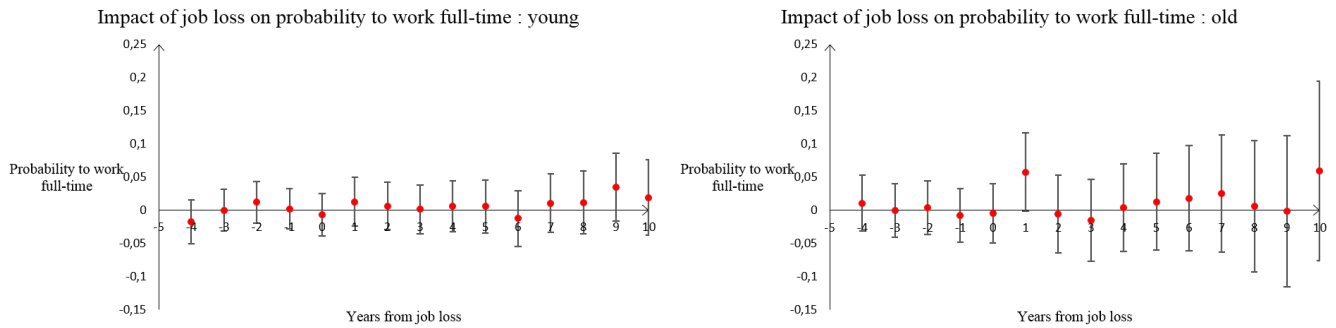 Impact of job loss on probability to work full-time : young
0,25
0,2
0,15
0,1
Probability to work
full-time
0,05
0
-0,05
-0,1
-0,15
-5 -4 -3 -2 -1 0 1 2 3 4 5 6 7 8 9 10
Years from job loss
Impact of job loss on probability to work full-time : old
0,25
0,2
0,15
0,1
Probability to work
full-time
0,05
0
-0,05
-0,1
-0,15
-5 -4 -3 -2 -1 0 1 2 3 4 5 6 7 8 9 10
Years from job loss